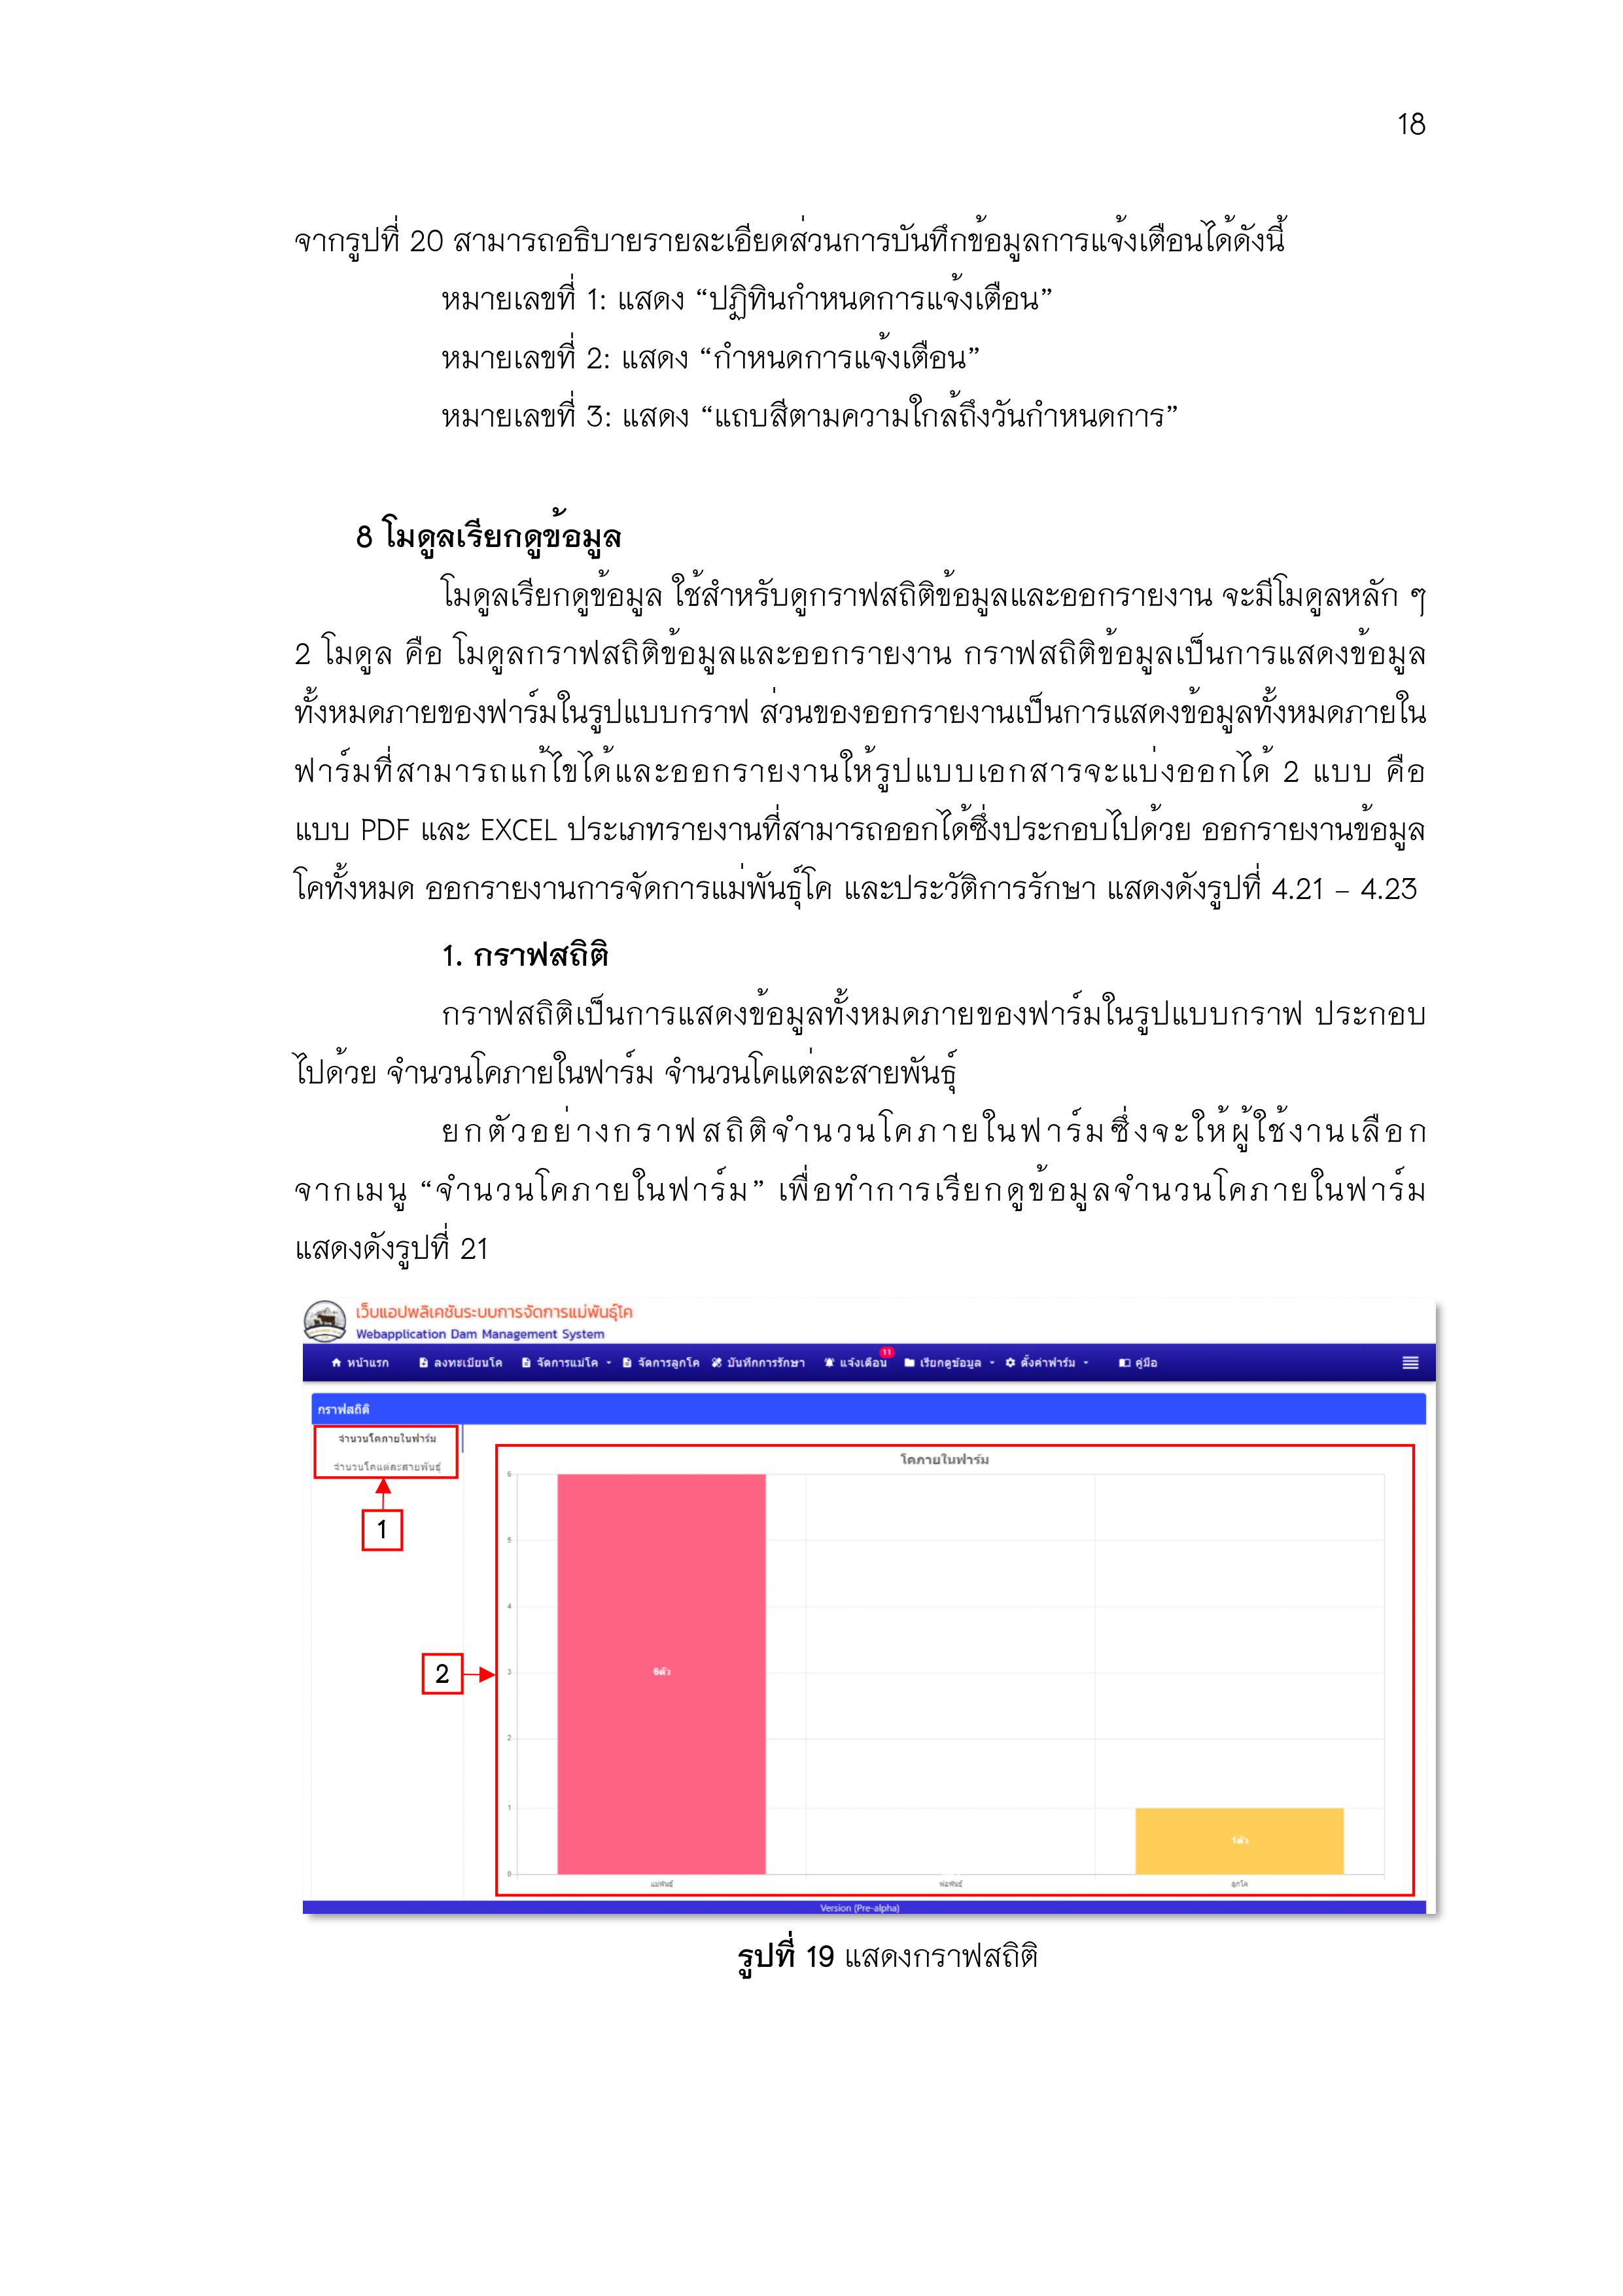 18
จากรูปที่ 20 สามารถอธิบายรายละเอียดส่วนการบันทึกข้อมูลการแจ้งเตือนได้ดังนี้
หมายเลขที่ 1: แสดง “ปฏิทินกำหนดการแจ้งเตือน”
หมายเลขที่ 2: แสดง “กำหนดการแจ้งเตือน”
หมายเลขที่ 3: แสดง “แถบสีตามความใกล้ถึงวันกำหนดการ”
8 โมดูลเรียกดูข้อมูล
โมดูลเรียกดูข้อมูล ใช้สำหรับดูกราฟสถิติข้อมูลและออกรายงาน จะมีโมดูลหลัก ๆ
2 โมดูล คือ โมดูลกราฟสถิติข้อมูลและออกรายงาน กราฟสถิติข้อมูลเป็นการแสดงข้อมูล
ทั้งหมดภายของฟาร์มในรูปแบบกราฟ ส่วนของออกรายงานเป็นการแสดงข้อมูลทั้งหมดภายใน
ฟาร์มที่สามารถแก้ไขได้และออกรายงานให้รูปแบบเอกสารจะแบ่งออกได้ 2 แบบ คือ
แบบ PDF และ EXCEL ประเภทรายงานที่สามารถออกได้ซึ่งประกอบไปด้วย ออกรายงานข้อมูล
โคทั้งหมด ออกรายงานการจัดการแม่พันธุ์โค และประวัติการรักษา แสดงดังรูปที่ 4.21 – 4.23
1. กราฟสถิติ
กราฟสถิติเป็นการแสดงข้อมูลทั้งหมดภายของฟาร์มในรูปแบบกราฟ ประกอบ
ไปด้วย จำนวนโคภายในฟาร์ม จำนวนโคแต่ละสายพันธุ์
ยกตัวอย่างกราฟสถิติจำนวนโคภายในฟาร์มซึ่งจะให้ผู้ใช้งานเลือก
จากเมนู “จำนวนโคภายในฟาร์ม” เพื่อทำการเรียกดูข้อมูลจำนวนโคภายในฟาร์ม
แสดงดังรูปที่ 21
เว็บแอปพลิเคชันระบบการจัดการแม่พันธุ์โค
Webapplication Dam Management System
หน้าแรก ลงทะเบียนโค จัดการแม่โค จัดการลูกโค บันทึกการรักษา แจ้งเตือน 11 เรียกดูข้อมูล ตั้งค่าฟาร์ม คู่มือ
กราฟสถิติ
จำนวนโคภายในฟาร์ม
จำนวนโคแต่ละสายพันธุ์
1
2
โคภายในฟาร์ม
6
5
4
3
2
1
0
6ตัว
1ตัว
แม่พันธุ์ พ่อพันธุ์ ลูกโค
Version (Pre-alpha)
รูปที่ 19 แสดงกราฟสถิติ